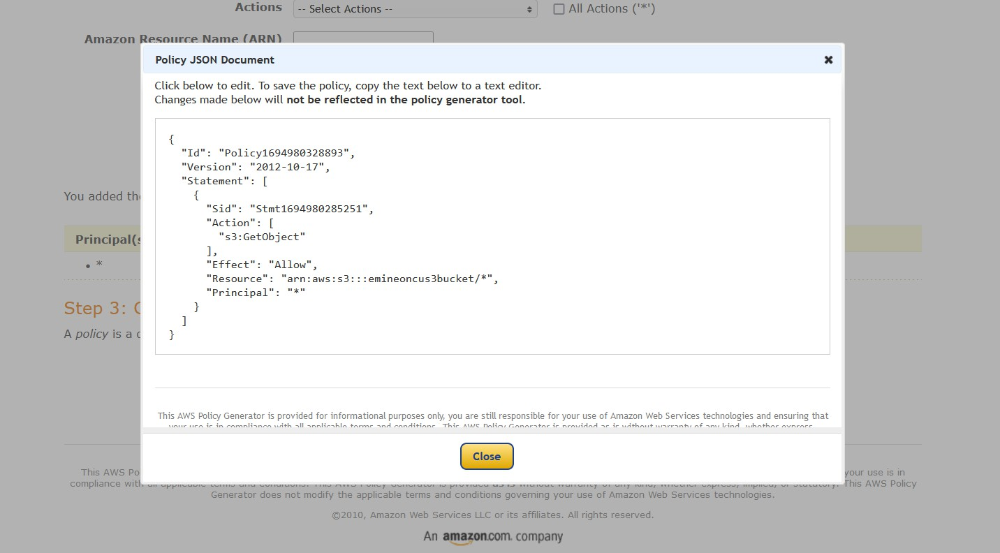 Actions -- Select Actions -- All Actions ('*')
Amazon Resource Name (ARN)
Policy JSON Document
Click below to edit. To save the policy, copy the text below to a text editor.
Changes made below will not be reflected in the policy generator tool.
{
"Id": "Policy1694980328893",
"Version": "2012-10-17",
"Statement": [
{
"Sid": "Stmt1694980285251",
"Action": [
"s3:GetObject"
],
"Effect": "Allow",
"Resource": "arn:aws:s3:::emineoncus3bucket/*",
"Principal": "*"
}
]
}
You added the
Principal(s
• *
Step 3:
A policy is a
This AWS Policy Generator is provided for informational purposes only, you are still responsible for your use of Amazon Web Services technologies and ensuring that
your use is in compliance with all applicable terms and conditions. This AWS Policy Generator is provided as is without warranty of any kind, whether express,
Close
This AWS Po your use is in
compliance with all applicable terms and conditions. This AWS Policy Generator is provided as is without warranty of any kind, whether express, implied, or statutory. This AWS Policy
Generator does not modify the applicable terms and conditions governing your use of Amazon Web Services technologies.
©2010, Amazon Web Services LLC or its affiliates. All rights reserved.
An amazon.com. company